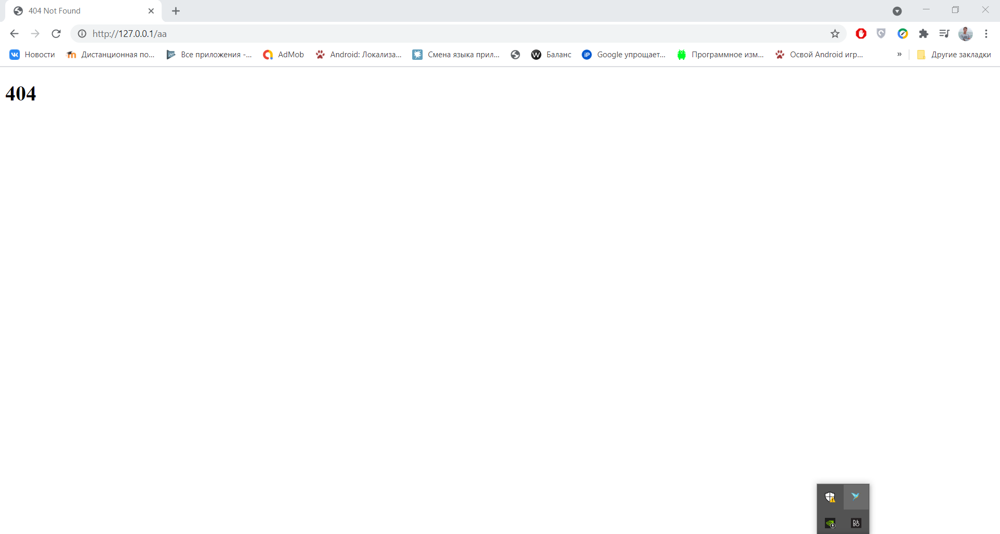 404 Not Found
http://127.0.0.1/aa
Новости Дистанционная по... Все приложения -... AdMob Android: Локализа... Смена языка прил... W Баланс iP Google упрощает... Программное изм... Освой Android игр... » Другие закладки
404